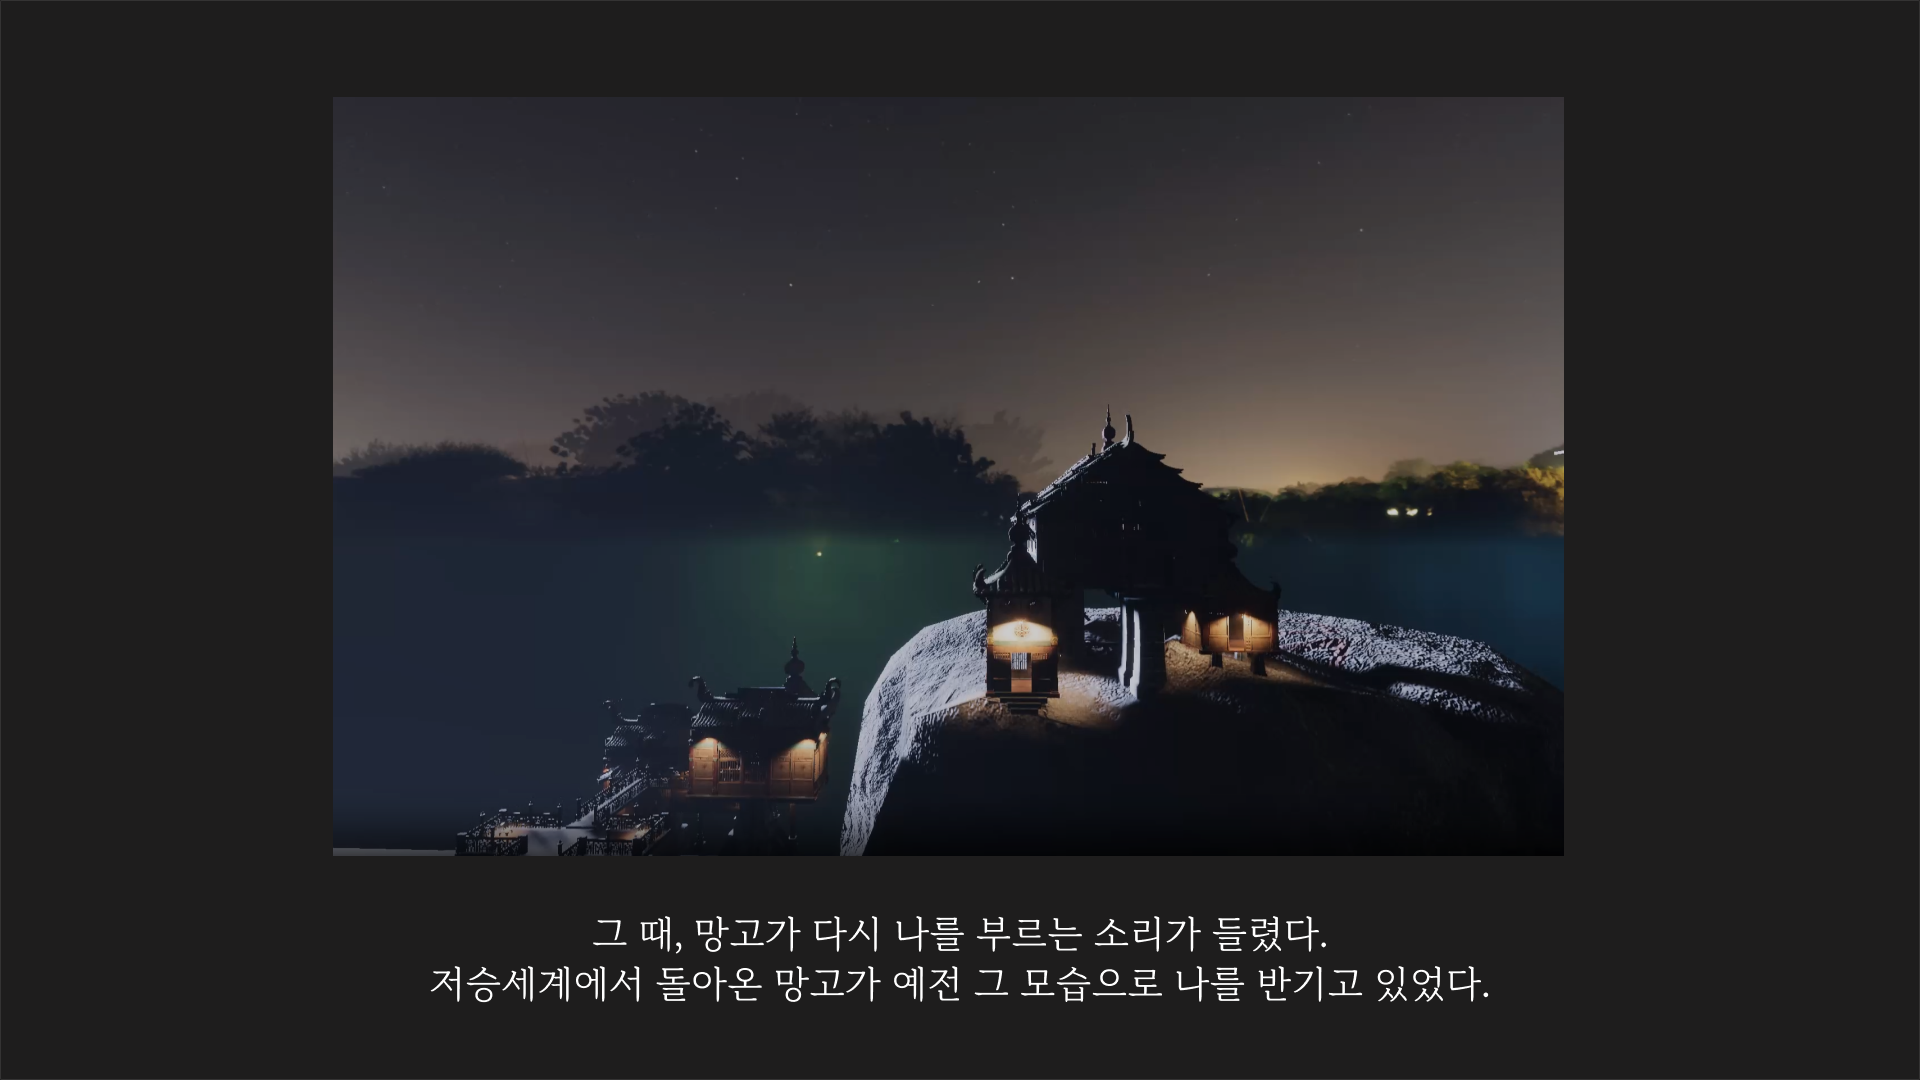 그 때, 망고가 다시 나를 부르는 소리가 들렸다.
저승세계에서 돌아온 망고가 예전 그 모습으로 나를 반기고 있었다.